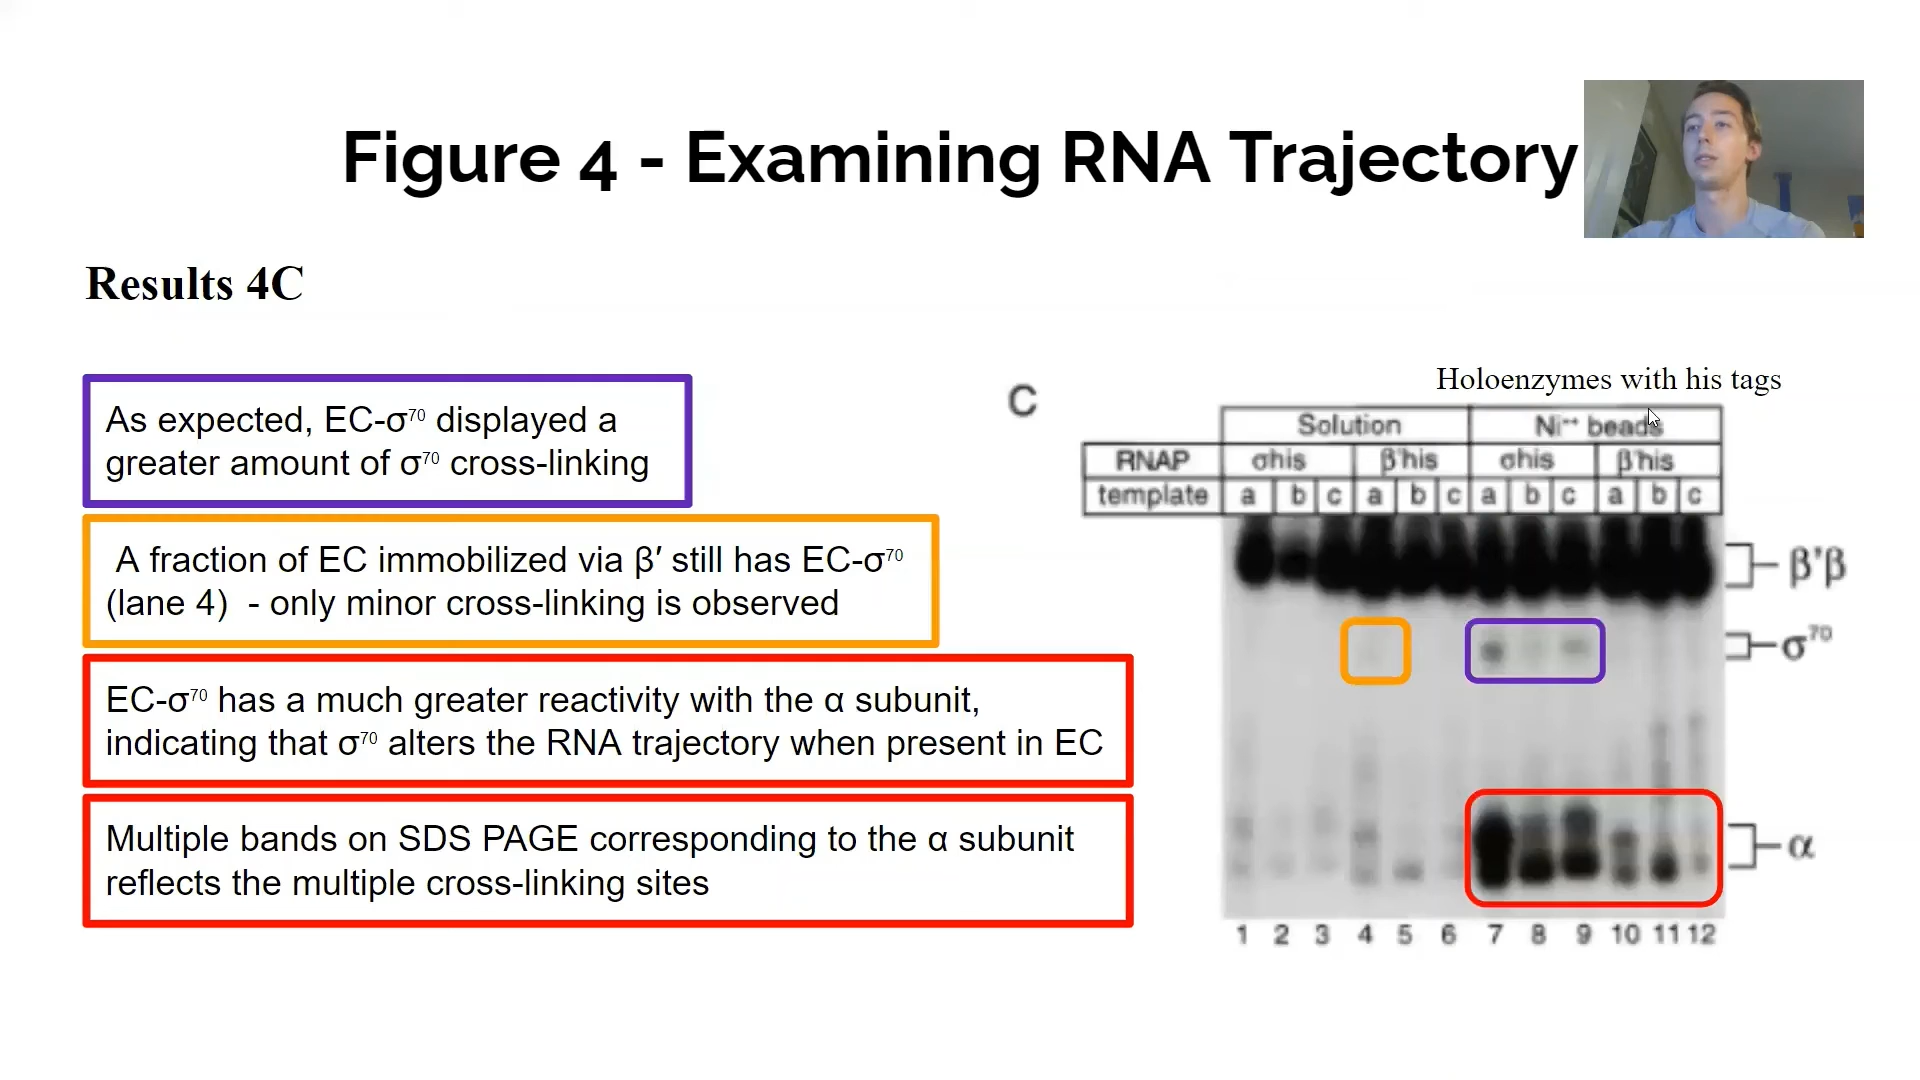 Figure 4 - Examining RNA Trajectory
Results 4C
As expected, EC-σ⁷⁰ displayed a
greater amount of σ⁷⁰ cross-linking
A fraction of EC immobilized via β′ still has EC-σ⁷⁰
(lane 4) - only minor cross-linking is observed
EC-σ⁷⁰ has a much greater reactivity with the α subunit,
indicating that σ⁷⁰ alters the RNA trajectory when present in EC
Multiple bands on SDS PAGE corresponding to the α subunit
reflects the multiple cross-linking sites
Holoenzymes with his tags
C
Solution Ni⁺⁺ beads
RNAP σhis β'his σhis β'his
template a b c a b c a b c a b c
β'β
σ⁷⁰
α
1 2 3 4 5 6 7 8 9 10 11 12